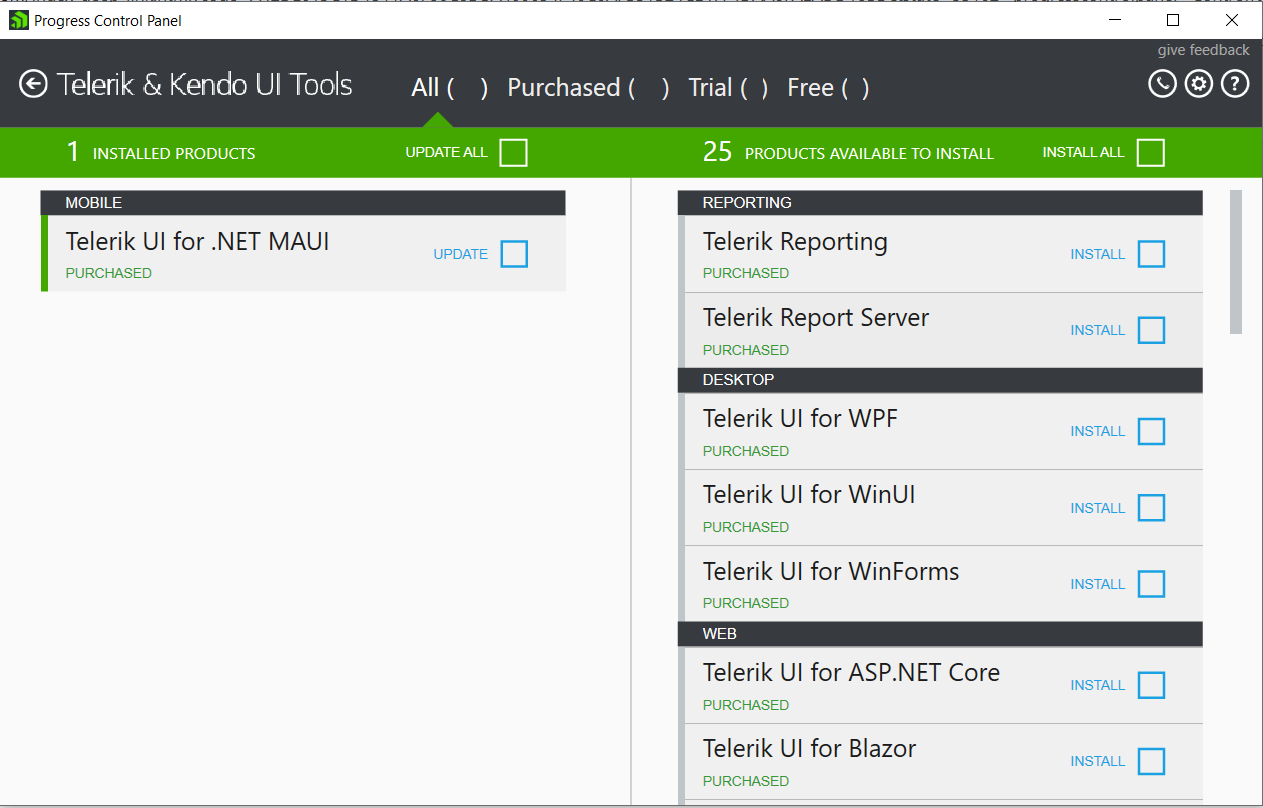 Progress Control Panel
give feedback
Telerik & Kendo UI Tools
All ( ) Purchased ( ) Trial ( ) Free ( )
1 INSTALLED PRODUCTS UPDATE ALL
25 PRODUCTS AVAILABLE TO INSTALL INSTALL ALL
MOBILE
Telerik UI for .NET MAUI
UPDATE
PURCHASED
REPORTING
Telerik Reporting
INSTALL
PURCHASED
Telerik Report Server
INSTALL
PURCHASED
DESKTOP
Telerik UI for WPF
INSTALL
PURCHASED
Telerik UI for WinUI
INSTALL
PURCHASED
Telerik UI for WinForms
INSTALL
PURCHASED
WEB
Telerik UI for ASP.NET Core
INSTALL
PURCHASED
Telerik UI for Blazor
INSTALL
PURCHASED